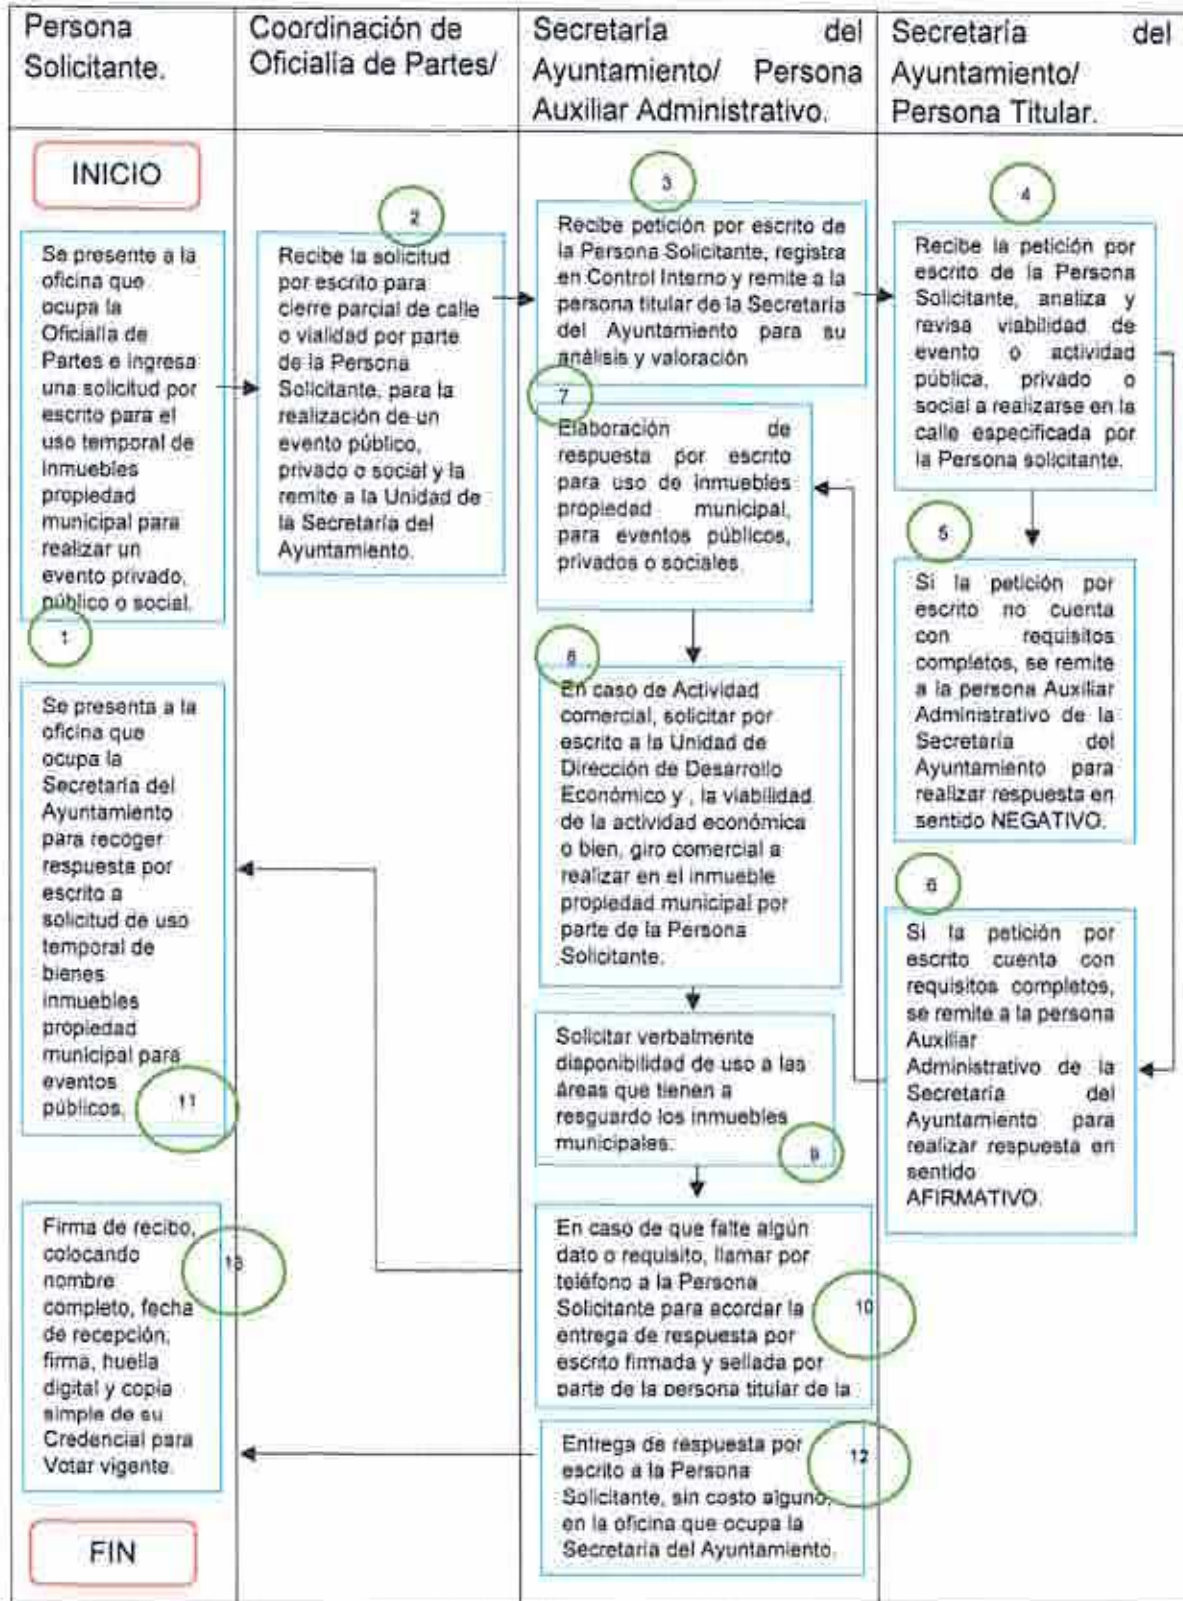 Persona
Solicitante.
Coordinación de
Oficialía de Partes/
Secretaría del
Ayuntamiento/ Persona
Auxiliar Administrativo.
Secretaría del
Ayuntamiento/
Persona Titular.
INICIO
Se presente a la
oficina que
ocupa la
Oficialía de
Partes e ingresa
una solicitud por
escrito para el
uso temporal de
inmuebles
propiedad
municipal para
realizar un
evento privado,
público o social.
1
2
Recibe la solicitud
por escrito para
cierre parcial de calle
o vialidad por parte
de la Persona
Solicitante, para la
realización de un
evento público,
privado o social y la
remite a la Unidad de
la Secretaría del
Ayuntamiento.
3
Recibe petición por escrito de
la Persona Solicitante, registra
en Control Interno y remite a la
persona titular de la Secretaría
del Ayuntamiento para su
análisis y valoración
4
Recibe la petición por
escrito de la Persona
Solicitante, analiza y
revisa viabilidad de
evento o actividad
pública, privado o
social a realizarse en la
calle especificada por
la Persona solicitante.
5
Si la petición por
escrito no cuenta
con requisitos
completos, se remite
a la persona Auxiliar
Administrativo de la
Secretaría del
Ayuntamiento para
realizar respuesta en
sentido NEGATIVO.
6
Si la petición por
escrito cuenta con
requisitos completos,
se remite a la persona
Auxiliar
Administrativo de la
Secretaría del
Ayuntamiento para
realizar respuesta en
sentido
AFIRMATIVO.
7
Elaboración de
respuesta por escrito
para uso de inmuebles
propiedad municipal,
para eventos públicos,
privados o sociales.
8
En caso de Actividad
comercial, solicitar por
escrito a la Unidad de
Dirección de Desarrollo
Económico y , la viabilidad
de la actividad económica
o bien, giro comercial a
realizar en el inmueble
propiedad municipal por
parte de la Persona
Solicitante.
Solicitar verbalmente
disponibilidad de uso a las
áreas que tienen a
resguardo los inmuebles
municipales.
9
En caso de que falte algún
dato o requisito, llamar por
teléfono a la Persona
Solicitante para acordar la
entrega de respuesta por
escrito firmada y sellada por
parte de la persona titular de la
10
Se presenta a la
oficina que
ocupa la
Secretaría del
Ayuntamiento
para recoger
respuesta por
escrito a
solicitud de uso
temporal de
bienes
inmuebles
propiedad
municipal para
eventos
públicos.
11
Entrega de respuesta por
escrito a la Persona
Solicitante, sin costo alguno,
en la oficina que ocupa la
Secretaría del Ayuntamiento.
12
Firma de recibo,
colocando
nombre
completo, fecha
de recepción,
firma, huella
digital y copia
simple de su
Credencial para
Votar vigente.
13
FIN